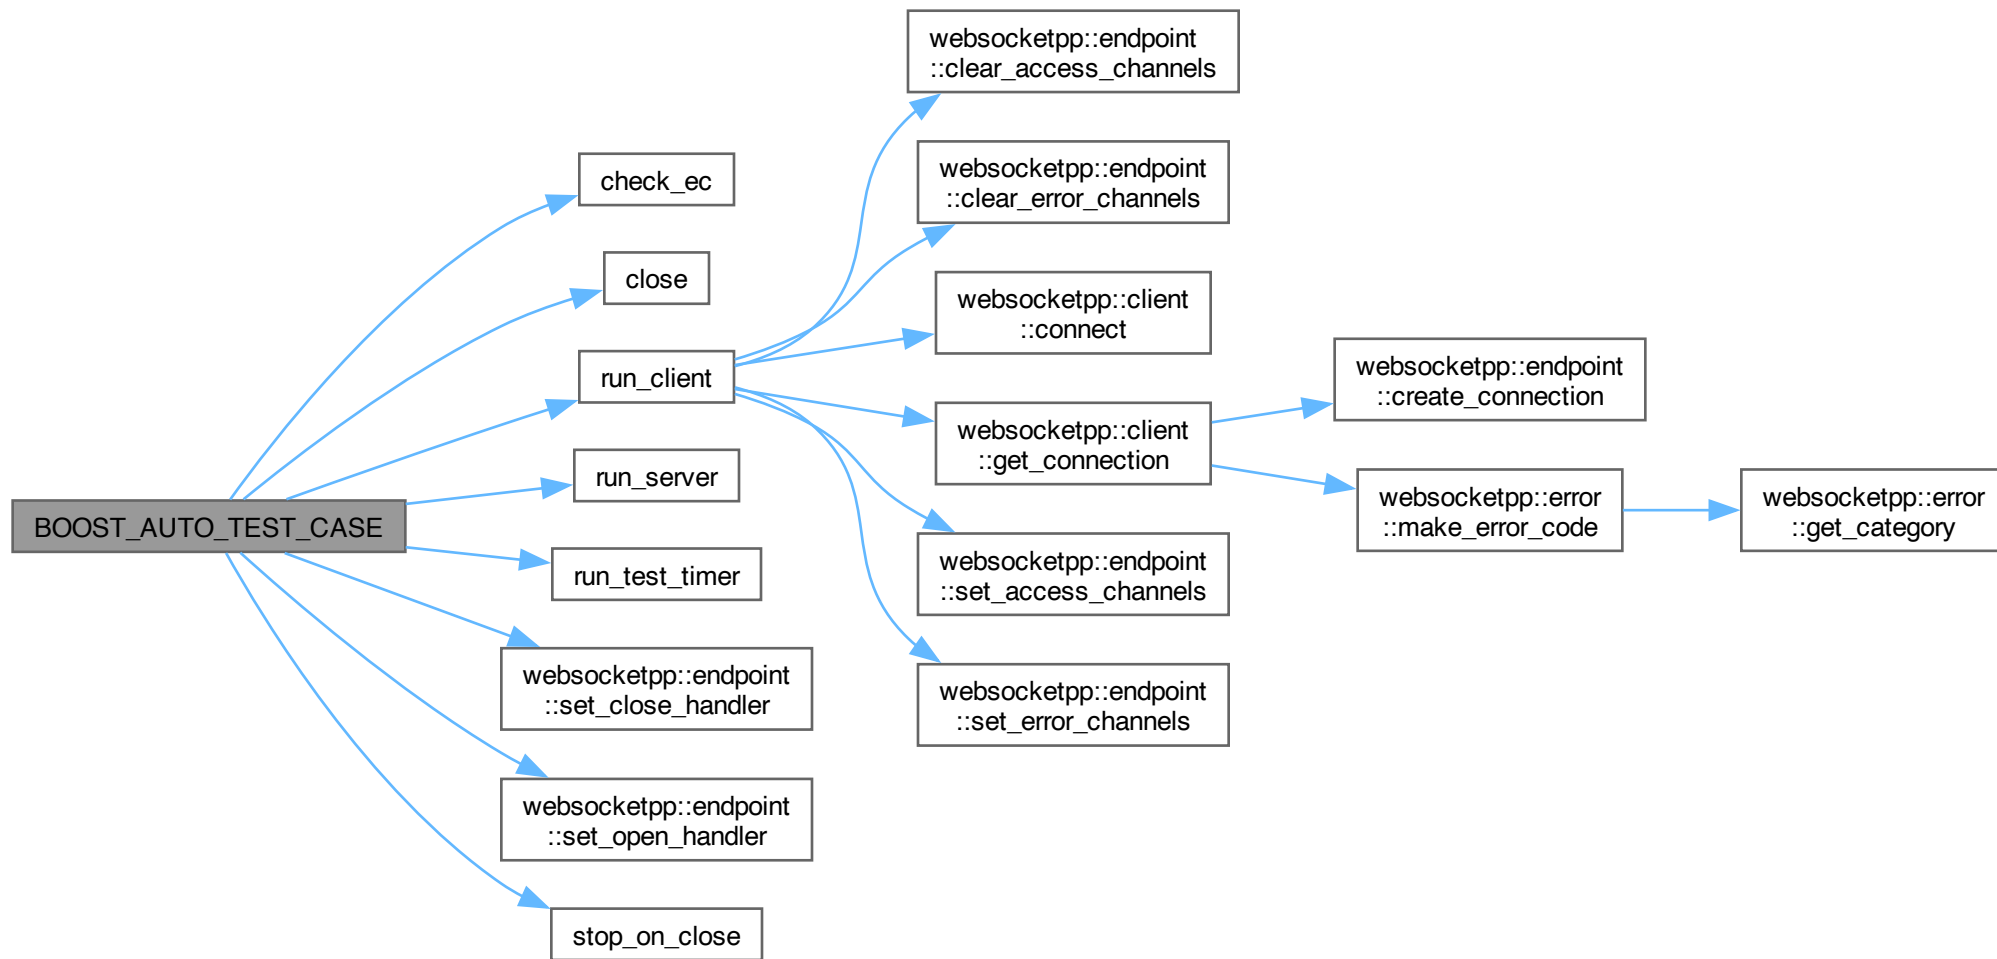 BOOST_AUTO_TEST_CASE
check_ec
close
run_client
run_server
run_test_timer
websocketpp::endpoint
::set_close_handler
websocketpp::endpoint
::set_open_handler
stop_on_close
websocketpp::endpoint
::clear_access_channels
websocketpp::endpoint
::clear_error_channels
websocketpp::client
::connect
websocketpp::client
::get_connection
websocketpp::endpoint
::set_access_channels
websocketpp::endpoint
::set_error_channels
websocketpp::endpoint
::create_connection
websocketpp::error
::make_error_code
websocketpp::error
::get_category